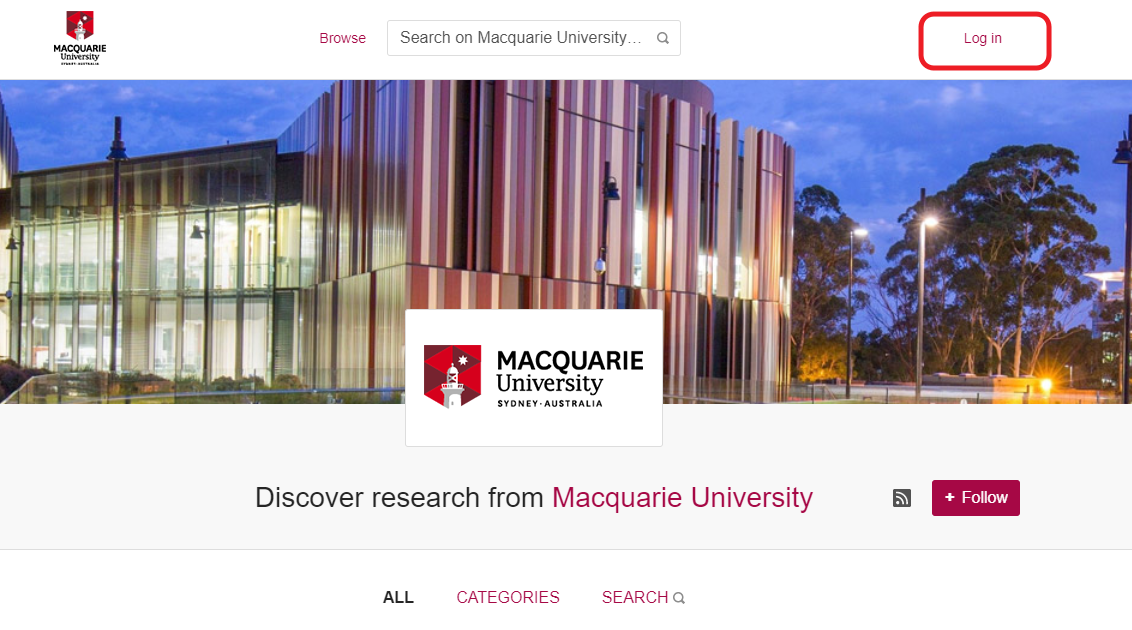 MACQUARIE
University
SYDNEY·AUSTRALIA
Browse
Search on Macquarie University…
Log in
MACQUARIE
University
SYDNEY·AUSTRALIA
Discover research from Macquarie University
+ Follow
ALL CATEGORIES SEARCH